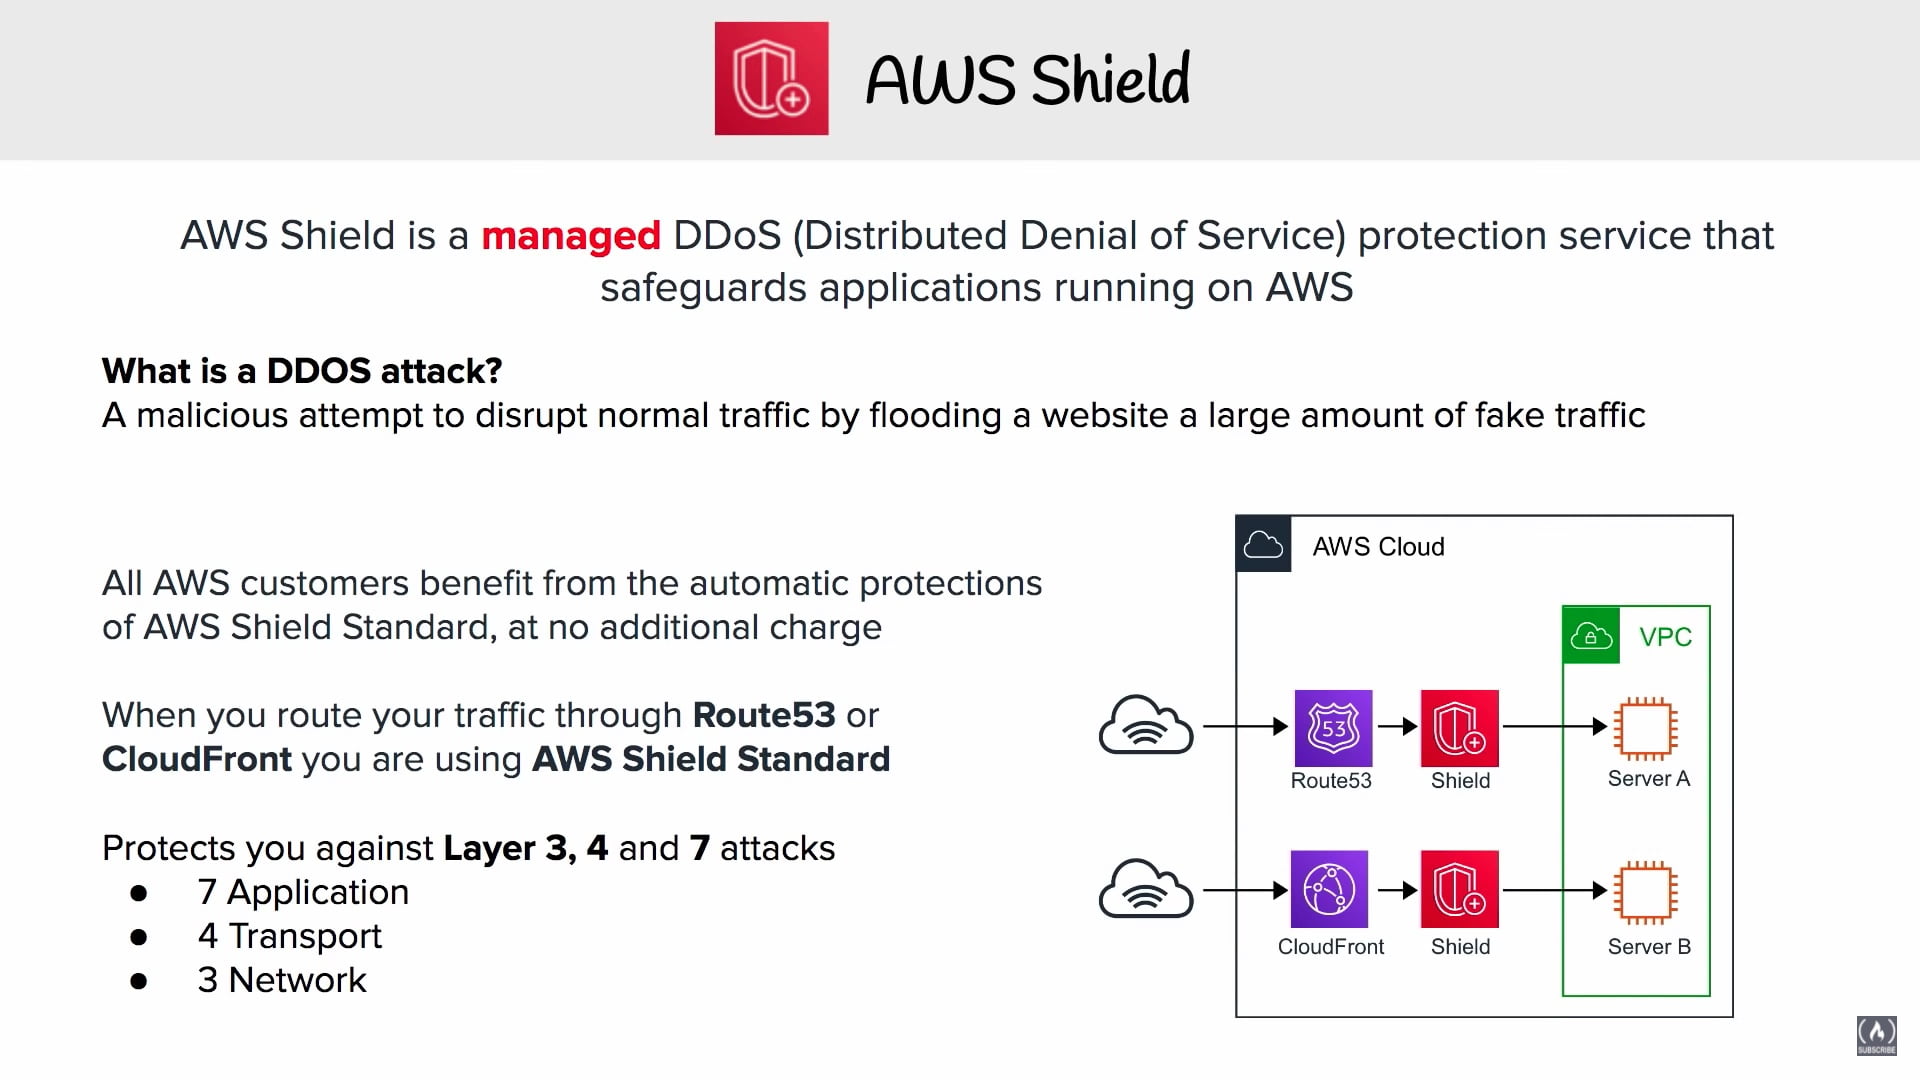 AWS Shield
AWS Shield is a managed DDoS (Distributed Denial of Service) protection service that
safeguards applications running on AWS
What is a DDOS attack?
A malicious attempt to disrupt normal traffic by flooding a website a large amount of fake traffic
All AWS customers benefit from the automatic protections
of AWS Shield Standard, at no additional charge
When you route your traffic through Route53 or
CloudFront you are using AWS Shield Standard
Protects you against Layer 3, 4 and 7 attacks
● 7 Application
● 4 Transport
● 3 Network
AWS Cloud
VPC
53
Route53
Shield
Server A
CloudFront
Shield
Server B
SUBSCRIBE